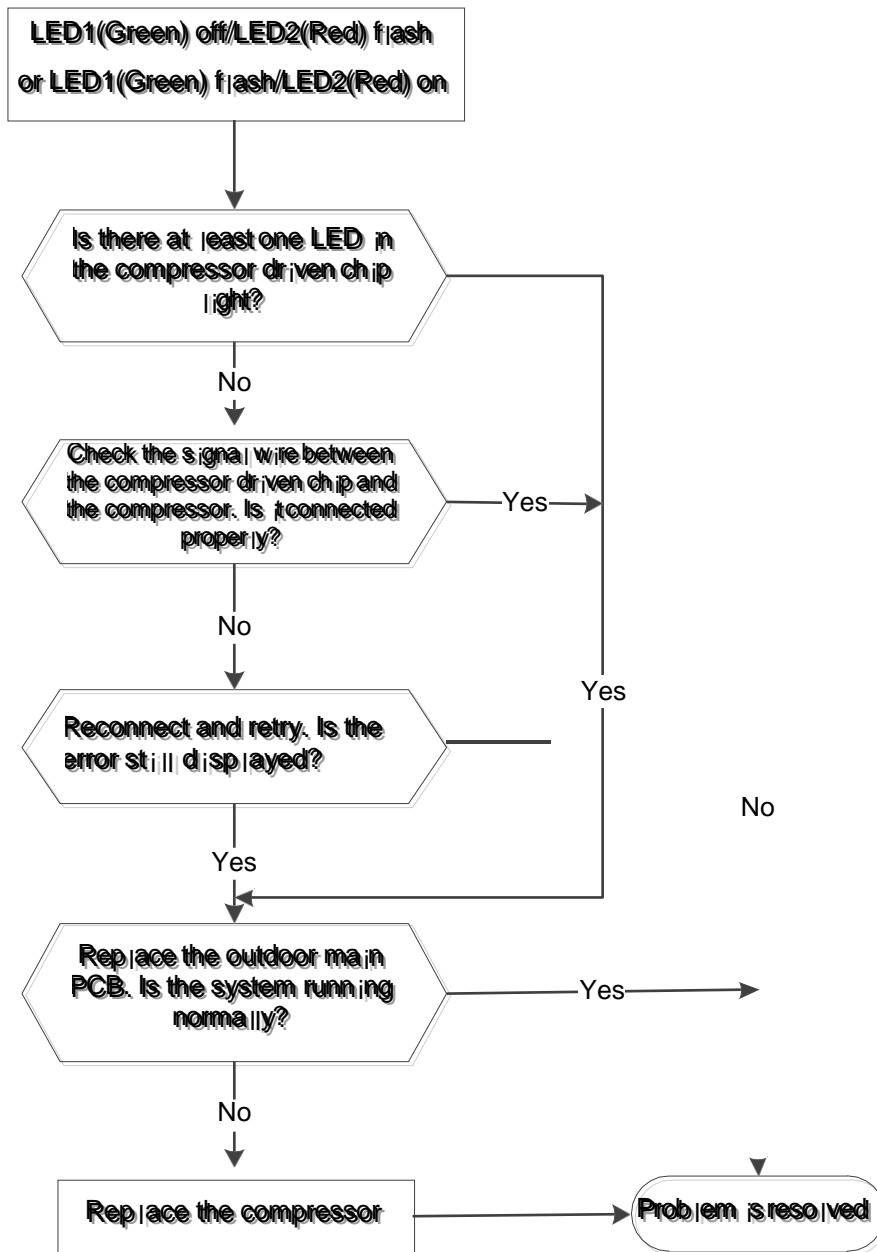 LED1(Green) off/LED2(Red) flash
or LED1(Green) flash/LED2(Red) on
Is there at least one LED in
the compressor driven chip
light?
No
Check the signal wire between
the compressor driven chip and
the compressor. Is it connected
properly?
Yes
No
Yes
Reconnect and retry. Is the
error still displayed?
No
Yes
Replace the outdoor main
PCB. Is the system running
normally?
Yes
No
Replace the compressor
Problem is resolved